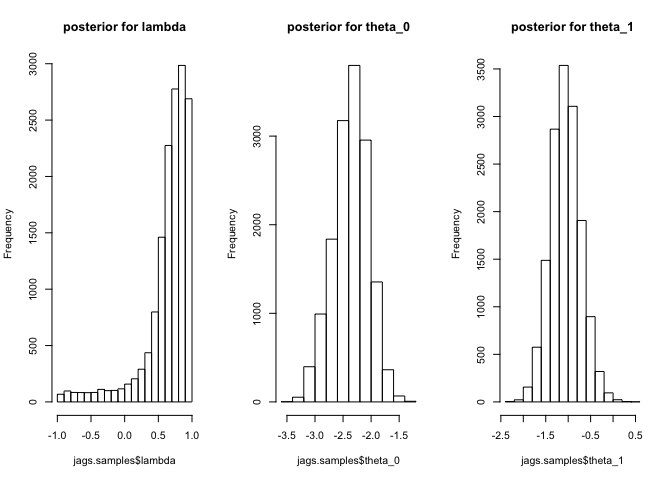 posterior for lambda
Frequency
3000
2500
2000
1500
1000
500
0
-1.0 -0.5 0.0 0.5 1.0
jags.samples$lambda
posterior for theta_0
Frequency
3000
2000
1000
0
-3.5 -3.0 -2.5 -2.0 -1.5
jags.samples$theta_0
posterior for theta_1
Frequency
3500
3000
2500
2000
1500
1000
500
0
-2.5 -1.5 -0.5 0.5
jags.samples$theta_1